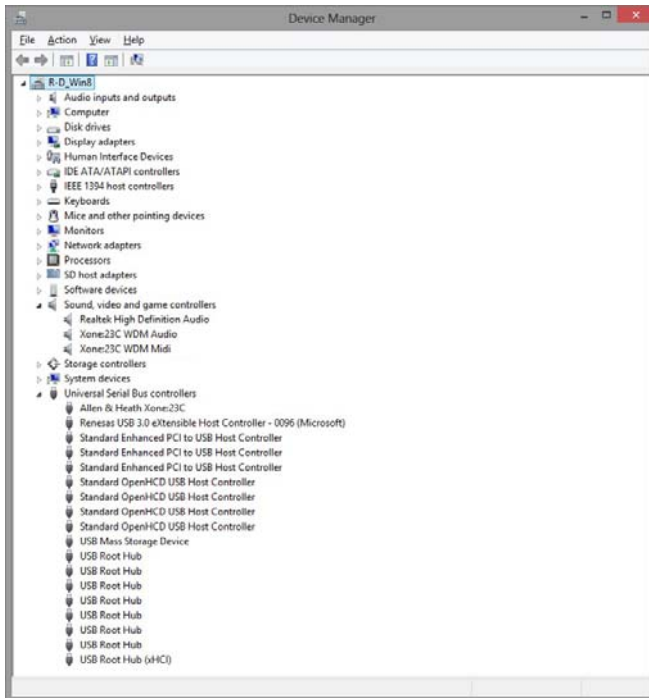 Device Manager
File Action View Help
R-D_Win8
Audio inputs and outputs
Computer
Disk drives
Display adapters
Human Interface Devices
IDE ATA/ATAPI controllers
IEEE 1394 host controllers
Keyboards
Mice and other pointing devices
Monitors
Network adapters
Processors
SD host adapters
Software devices
Sound, video and game controllers
Realtek High Definition Audio
Xone:23C WDM Audio
Xone:23C WDM Midi
Storage controllers
System devices
Universal Serial Bus controllers
Allen & Heath Xone:23C
Renesas USB 3.0 eXtensible Host Controller - 0096 (Microsoft)
Standard Enhanced PCI to USB Host Controller
Standard Enhanced PCI to USB Host Controller
Standard Enhanced PCI to USB Host Controller
Standard OpenHCD USB Host Controller
Standard OpenHCD USB Host Controller
Standard OpenHCD USB Host Controller
Standard OpenHCD USB Host Controller
USB Mass Storage Device
USB Root Hub
USB Root Hub
USB Root Hub
USB Root Hub
USB Root Hub
USB Root Hub
USB Root Hub
USB Root Hub (xHCI)